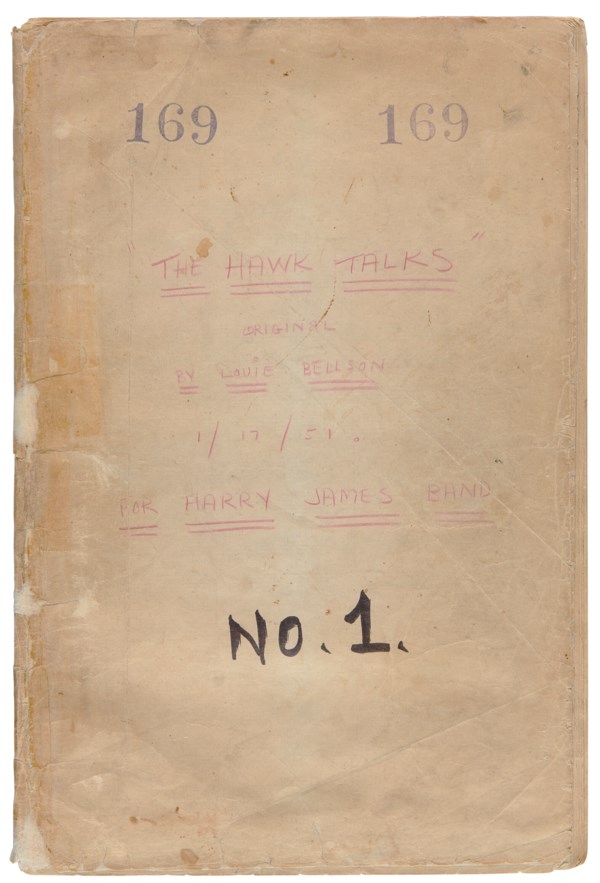 169 169
"THE HAWK TALKS"
ORIGINAL
BY LOUIE BELLSON
1/17/51.
FOR HARRY JAMES BAND
NO. 1.